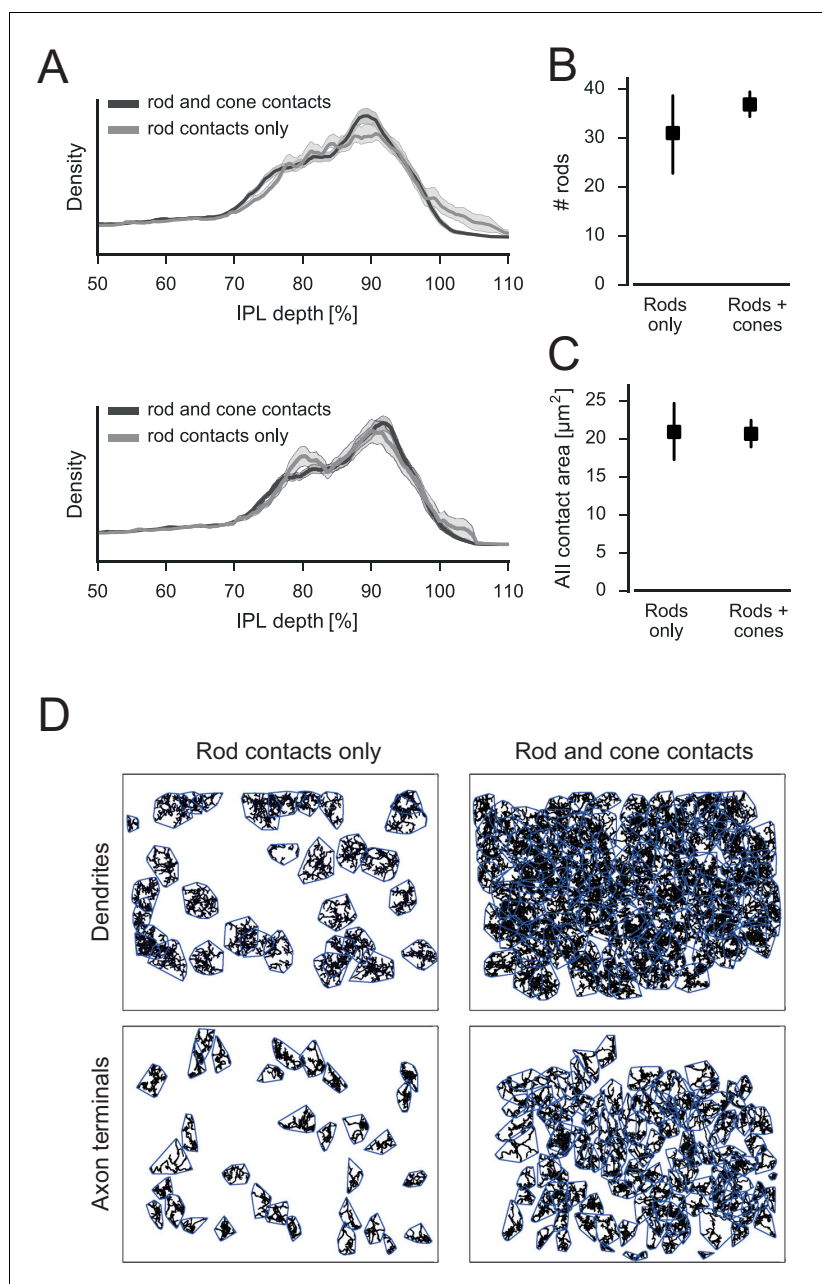 A
rod and cone contacts
rod contacts only
Density
50 60 70 80 90 100 110
IPL depth [%]
rod and cone contacts
rod contacts only
Density
50 60 70 80 90 100 110
IPL depth [%]
B
# rods
40
30
20
10
0
Rods only
Rods + cones
C
All contact area [µm²]
25
20
15
10
5
0
Rods only
Rods + cones
D
Rod contacts only
Rod and cone contacts
Dendrites
Axon terminals